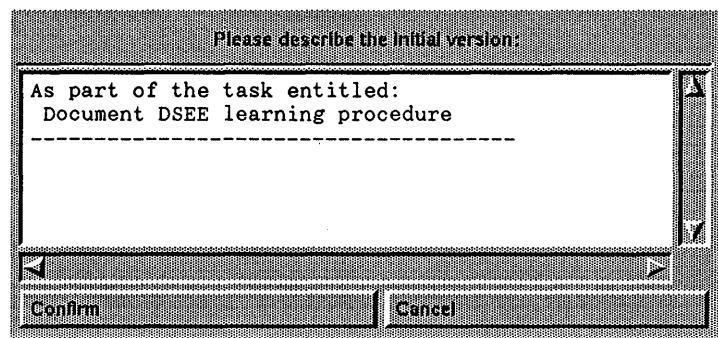 Please describe the initial version:
As part of the task entitled:
Document DSEE learning procedure
--------------------------------------
Confirm
Cancel